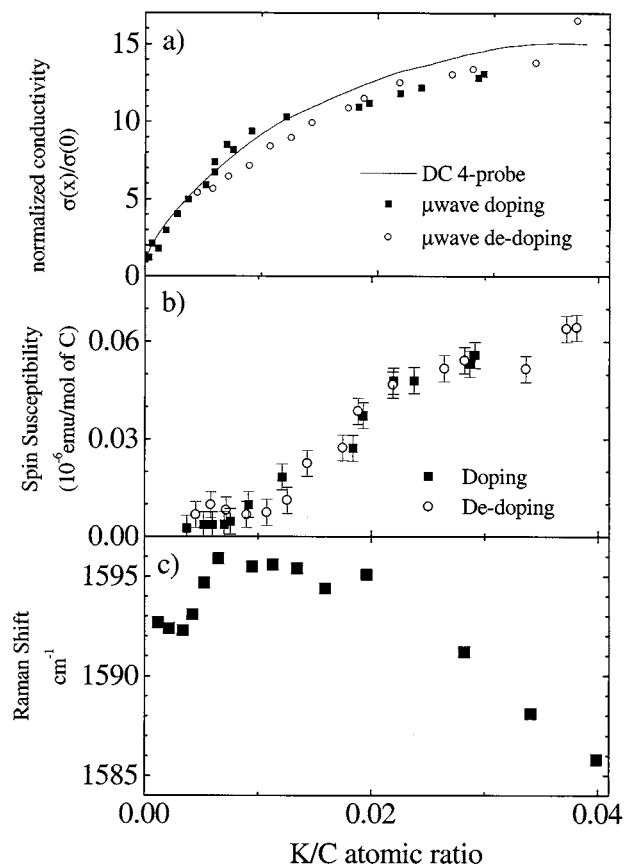 a)
15
10
5
0
normalized conductivity
σ(x)/σ(0)
DC 4-probe
μwave doping
μwave de-doping
b)
0.06
0.03
0.00
Spin Susceptibility
(10⁻⁶emu/mol of C)
Doping
De-doping
c)
1595
1590
1585
Raman Shift
cm⁻¹
0.00 0.02 0.04
K/C atomic ratio